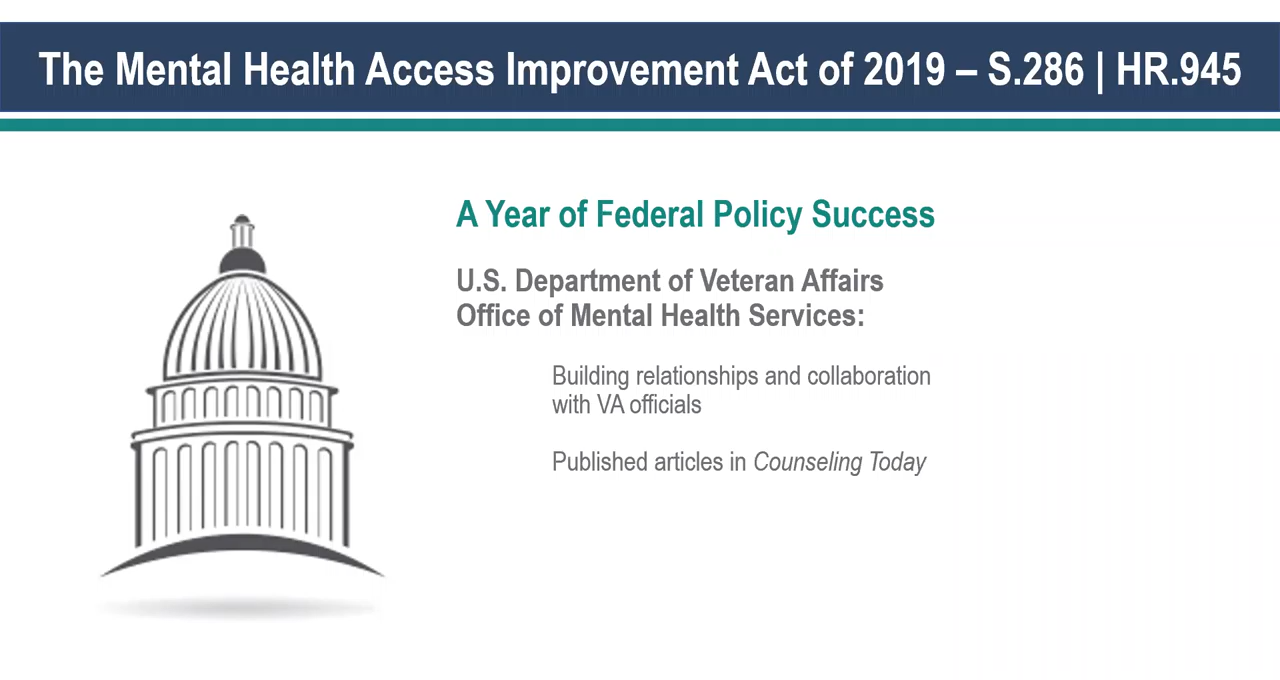 The Mental Health Access Improvement Act of 2019 – S.286 | HR.945
A Year of Federal Policy Success
U.S. Department of Veteran Affairs
Office of Mental Health Services:
Building relationships and collaboration
with VA officials
Published articles in Counseling Today